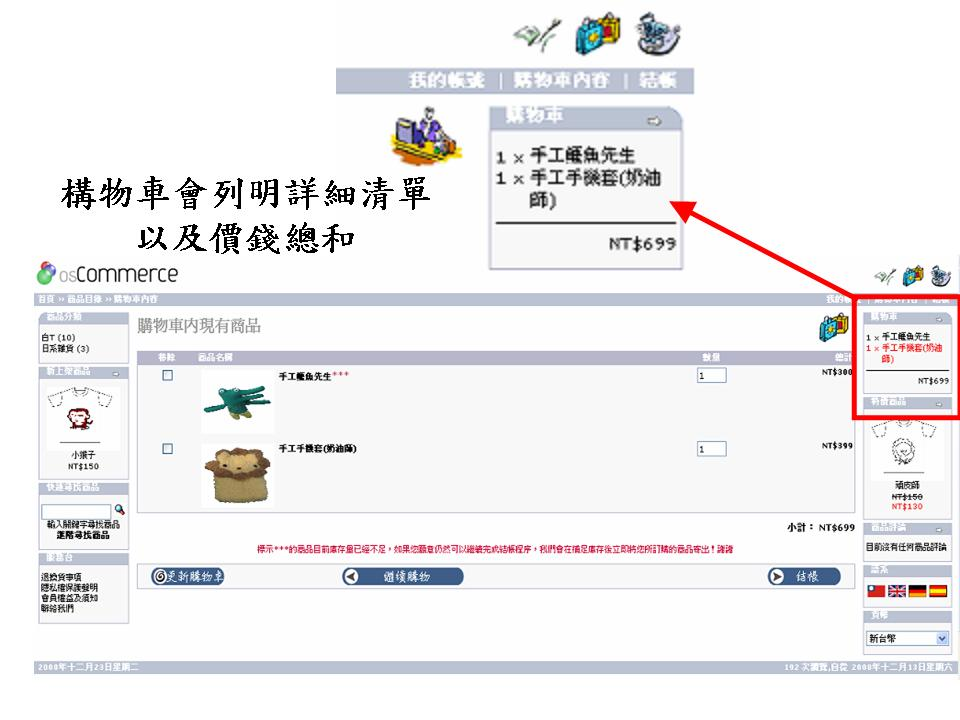 我的帳號 | 購物車內容 | 結帳
購物車
1 x 手工鱷魚先生
1 x 手工手機套(奶油
師)
NT$699
構物車會列明詳細清單
以及價錢總和
osCommerce
首頁 » 商品目錄 » 購物車內容
我的帳號 | 購物車內容 | 結帳
商品分類
白T (10)
日系雜貨 (3)
新上架商品
小猴子
NT$150
快速尋找商品
輸入關鍵字尋找商品
進階尋找商品
服務台
退換貨事項
隱私權保護聲明
會員權益及須知
聯絡我們
購物車內現有商品
移除 商品名稱 數量 總計
手工鱷魚先生*** 1 NT$300
手工手機套(奶油師) 1 NT$399
小計： NT$699
標示***的商品目前庫存量已經不足，如果您願意仍然可以繼續完成結帳程序，我們會在補足庫存後立即將您所訂購的商品寄出！謝謝
更新購物車
繼續購物
結帳
購物車
1 x 手工鱷魚先生
1 x 手工手機套(奶油
師)
NT$699
特價商品
頑皮師
NT$150
NT$130
商品評論
目前沒有任何商品評論
語系
貨幣
新台幣
2008年十二月23日星期二
192 次瀏覽,自從 2008年十二月13日星期六